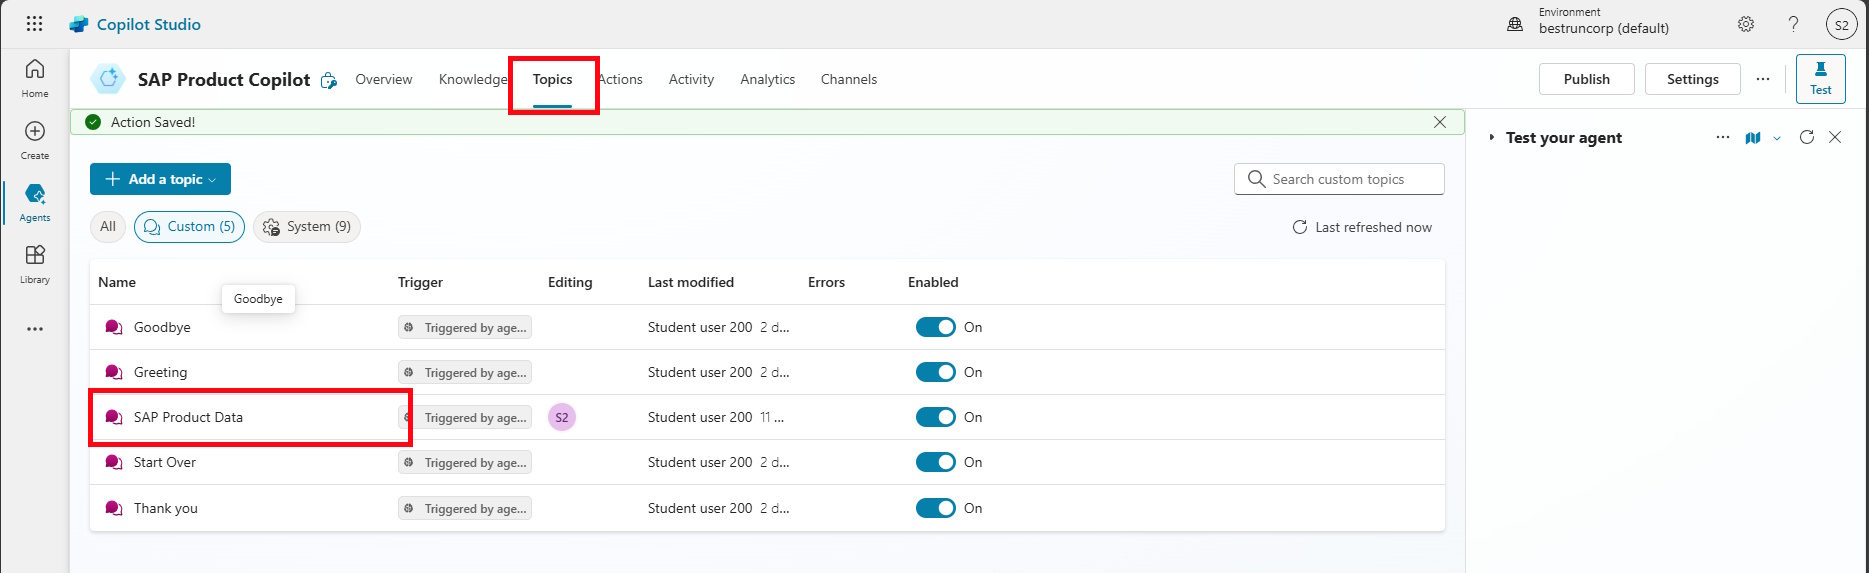 Copilot Studio
Environment
bestruncorp (default)
S2
Home
Create
Agents
Library
SAP Product Copilot
Overview
Knowledge
Topics
Actions
Activity
Analytics
Channels
Publish
Settings
Test
Action Saved!
Test your agent
Add a topic
Search custom topics
All
Custom (5)
System (9)
Last refreshed now
Name Trigger Editing Last modified Errors Enabled
Goodbye
Goodbye Triggered by age... Student user 200 2 d... On
Greeting Triggered by age... Student user 200 2 d... On
SAP Product Data Triggered by age... S2 Student user 200 11 ... On
Start Over Triggered by age... Student user 200 2 d... On
Thank you Triggered by age... Student user 200 2 d... On